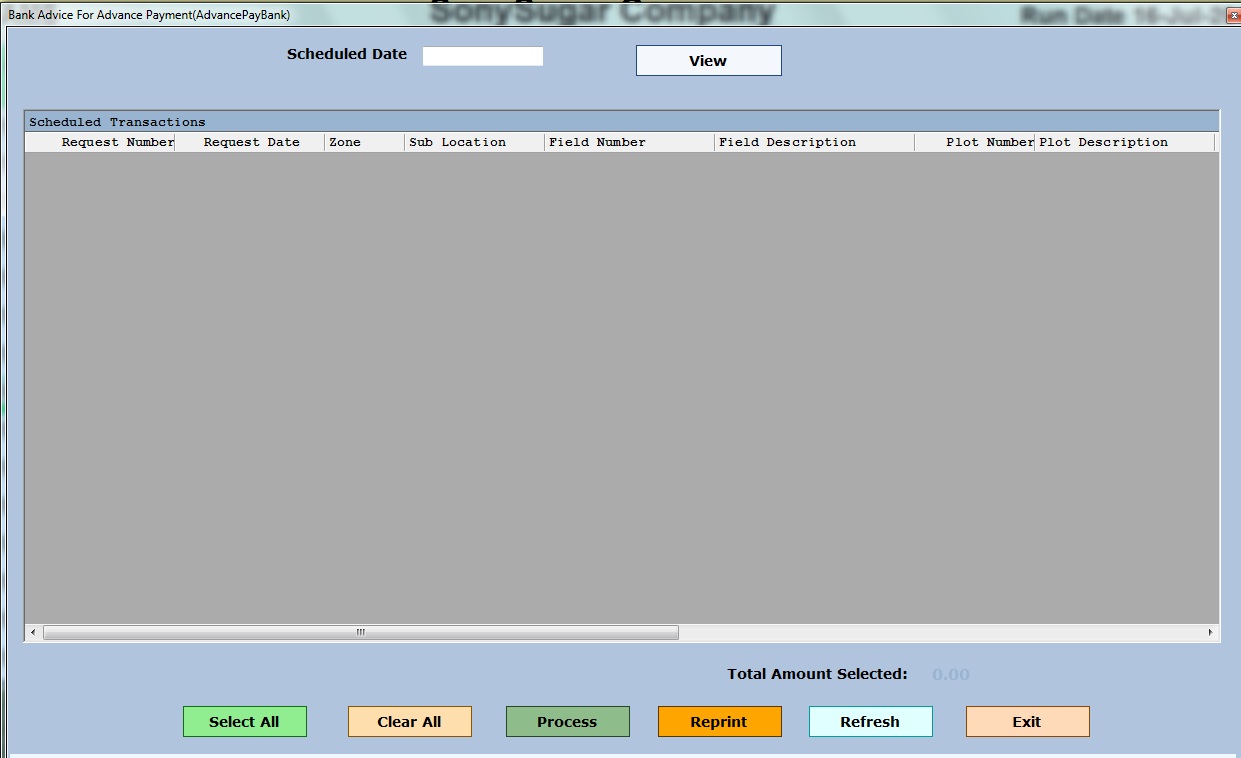 SonySugar Company
Run Date 16-Jul-2
Bank Advice For Advance Payment(AdvancePayBank)
Scheduled Date
View
Scheduled Transactions
Request Number Request Date Zone Sub Location Field Number Field Description Plot Number Plot Description
Total Amount Selected: 0.00
Select All Clear All Process Reprint Refresh Exit